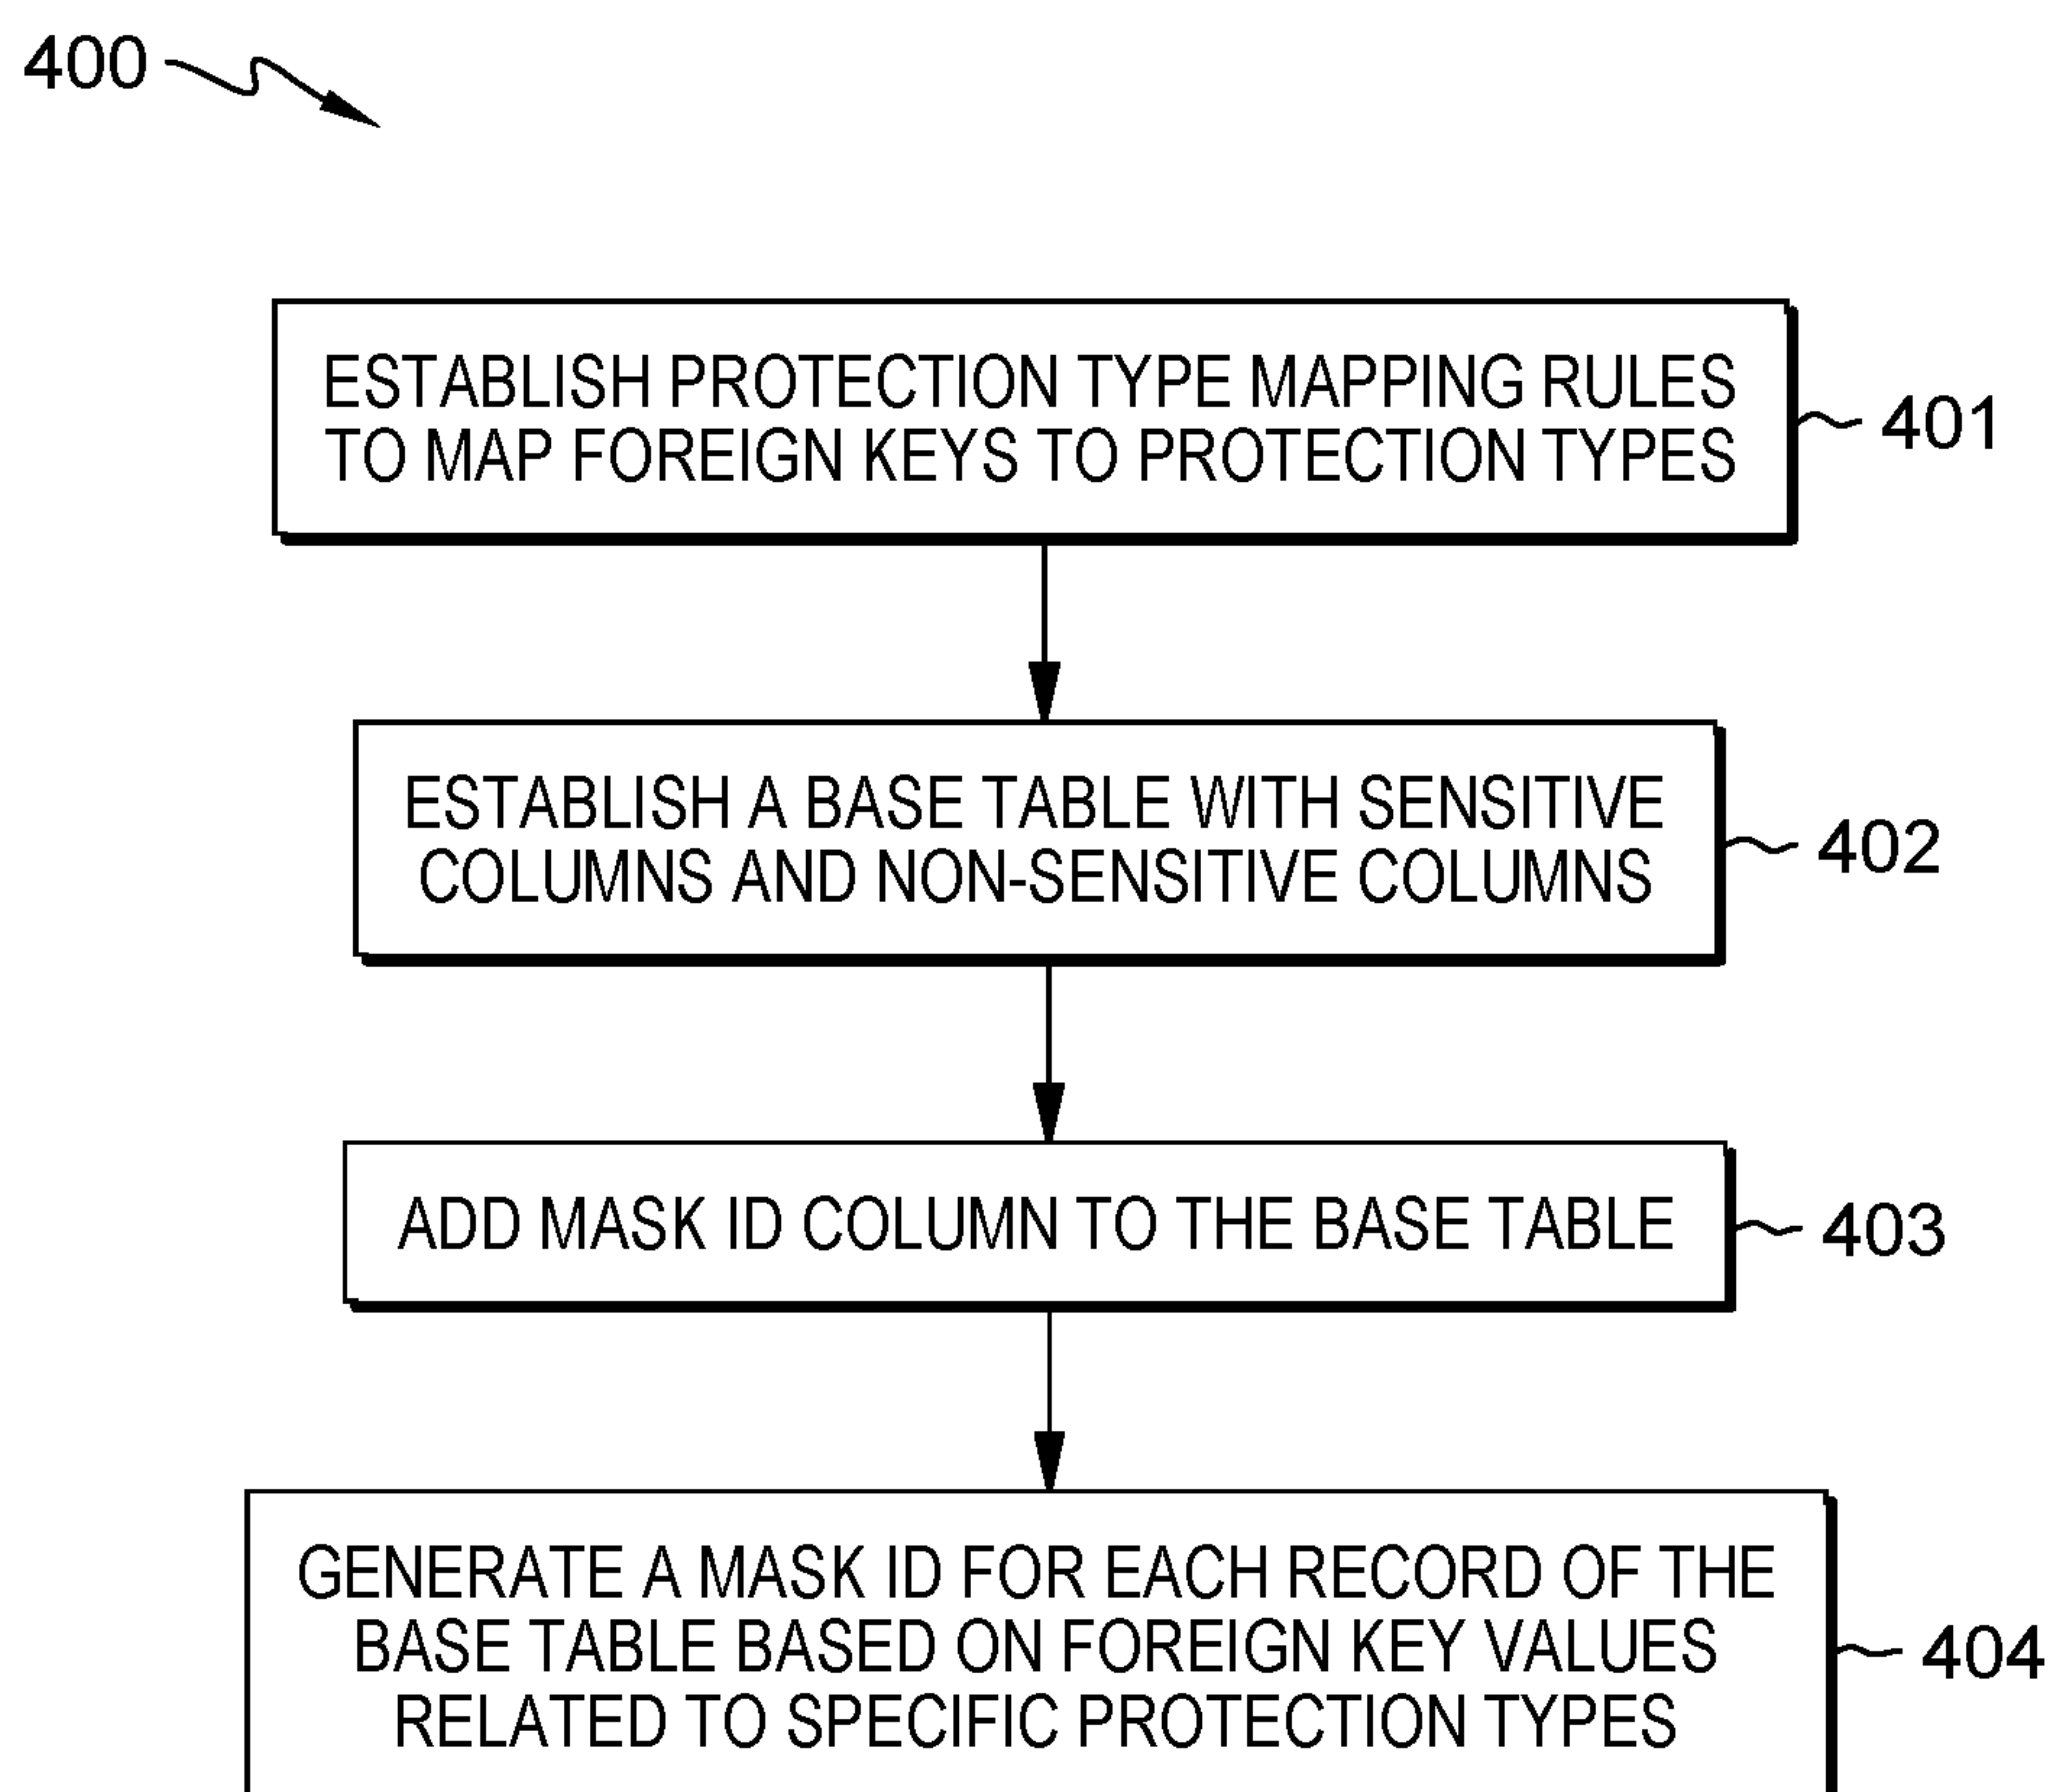 400
ESTABLISH PROTECTION TYPE MAPPING RULES
TO MAP FOREIGN KEYS TO PROTECTION TYPES
401
ESTABLISH A BASE TABLE WITH SENSITIVE
COLUMNS AND NON-SENSITIVE COLUMNS
402
ADD MASK ID COLUMN TO THE BASE TABLE
403
GENERATE A MASK ID FOR EACH RECORD OF THE
BASE TABLE BASED ON FOREIGN KEY VALUES
RELATED TO SPECIFIC PROTECTION TYPES
404